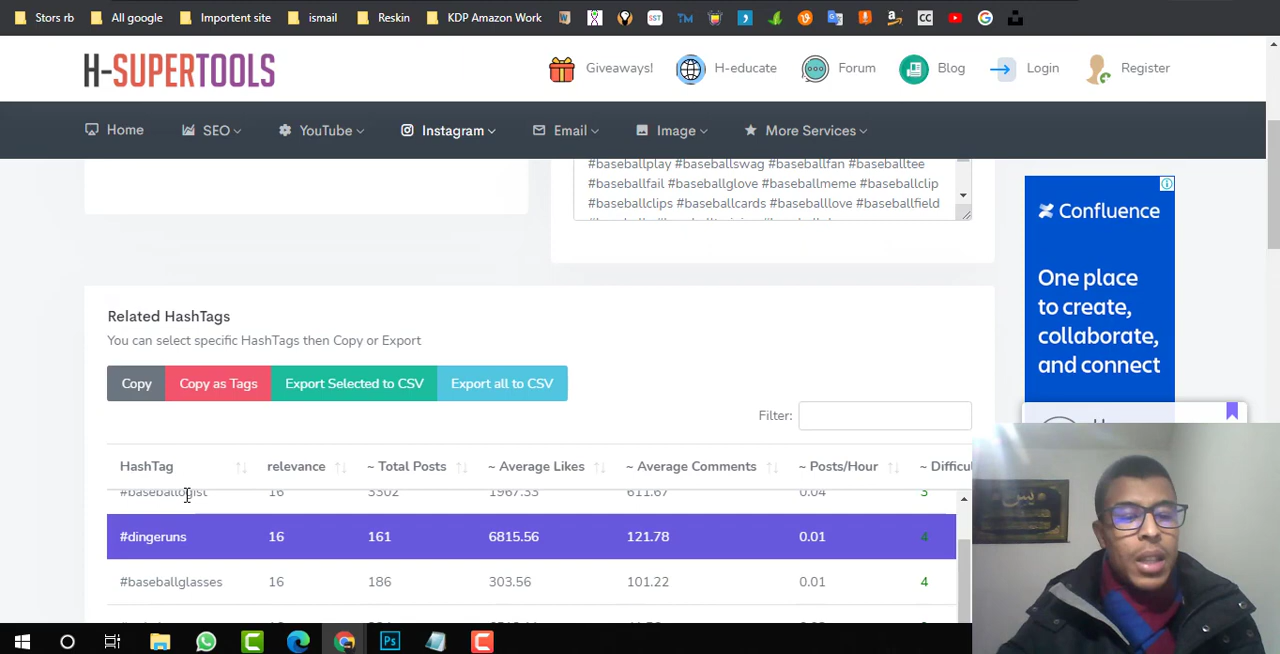 Stors rb All google Importent site ismail Reskin KDP Amazon Work
H-SUPERTOOLS Giveaways! H-educate Forum Blog Login Register
Home SEO YouTube Instagram Email Image More Services
#baseballplay #baseballswag #baseballfan #baseballtee
#baseballfail #baseballglove #baseballmeme #baseballclip
#baseballclips #baseballcards #baseballlove #baseballfield
Confluence
One place
to create,
collaborate,
and connect
Related HashTags
You can select specific HashTags then Copy or Export
Copy Copy as Tags Export Selected to CSV Export all to CSV
Filter:
HashTag relevance ~ Total Posts ~ Average Likes ~ Average Comments ~ Posts/Hour ~ Difficu
16 3302 1967.33 611.67 0.04 3
#dingeruns 16 161 6815.56 121.78 0.01 4
#baseballglasses 16 186 303.56 101.22 0.01 4